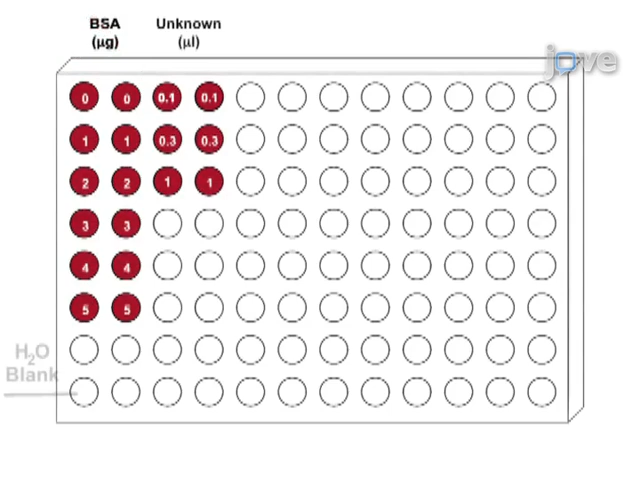 BSA Unknown
(µg) (µl)
jove
0 0 0.1 0.1
1 1 0.3 0.3
2 2 1 1
3 3
4 4
5 5
H₂O
Blank